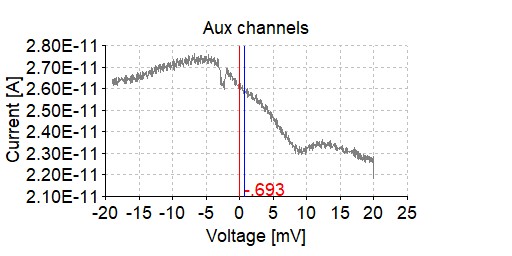 Aux channels
Current [A]
2.80E-11
2.70E-11
2.60E-11
2.50E-11
2.40E-11
2.30E-11
2.20E-11
2.10E-11
-.693
-20 -15 -10 -5 0 5 10 15 20 25
Voltage [mV]